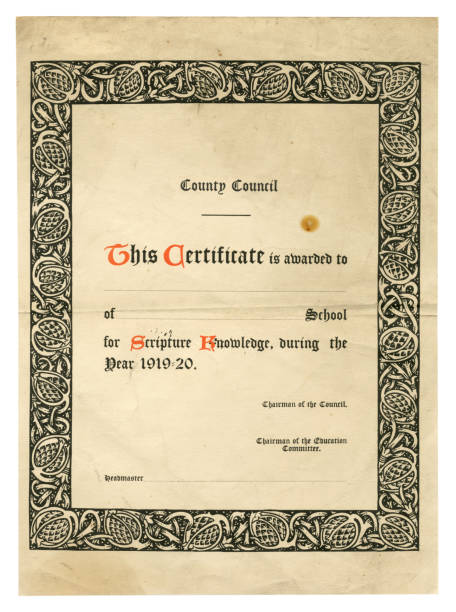 County Council
This Certificate is awarded to
of School
for Scripture Knowledge, during the
Year 1919-20.
Chairman of the Council.
Chairman of the Education
Committee.
Headmaster